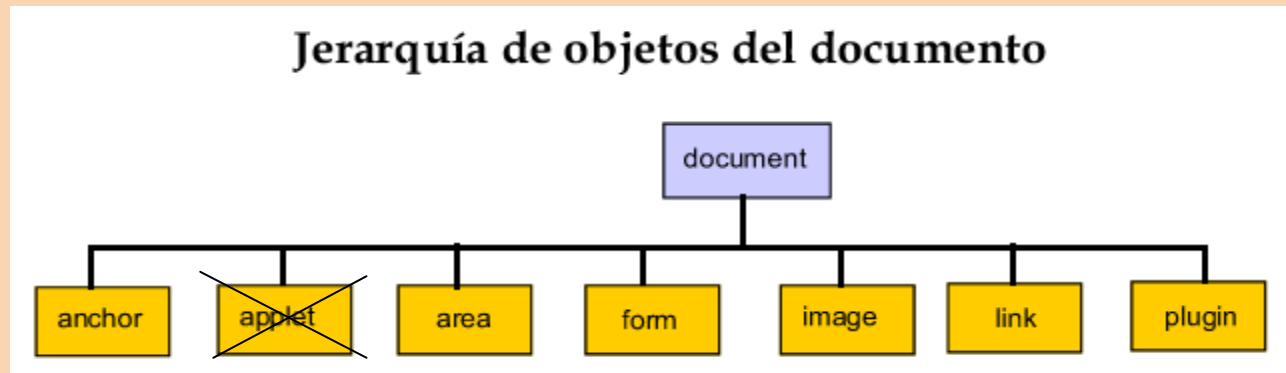 Jerarquía de objetos del documento
document
anchor applet area form image link plugin